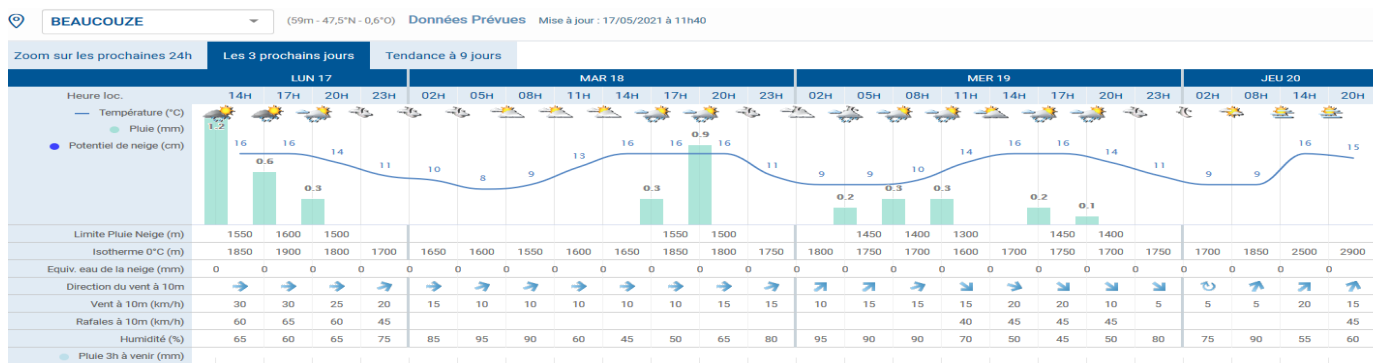 BEAUCOUZE (59m - 47,5°N - 0,6°O) Données Prévues Mise à jour : 17/05/2021 à 11h40
Zoom sur les prochaines 24h Les 3 prochains jours Tendance à 9 jours
LUN 17 MAR 18 MER 19 JEU 20
Heure loc. 14H 17H 20H 23H 02H 05H 08H 11H 14H 17H 20H 23H 02H 05H 08H 11H 14H 17H 20H 23H 02H 08H 14H 20H
Température (°C)
Pluie (mm) 1.2
Potentiel de neige (cm)
16 16 14 11 10 8 9 13 16 16 16 11 9 9 10 14 16 16 14 11 9 9 16 15
0.6 0.3 0.3 0.9 0.2 0.3 0.3 0.2 0.1
Limite Pluie Neige (m) 1550 1600 1500 1550 1500 1450 1400 1300 1450 1400
Isotherme 0°C (m) 1850 1900 1800 1700 1650 1600 1550 1600 1650 1850 1800 1750 1800 1750 1700 1600 1700 1750 1700 1750 1700 1850 2500 2900
Equiv. eau de la neige (mm) 0 0 0 0 0 0 0 0 0 0 0 0 0 0 0 0 0 0 0 0 0 0 0 0
Direction du vent à 10m
Vent à 10m (km/h) 30 30 25 20 15 10 10 10 10 10 15 15 10 15 15 15 20 20 10 5 5 5 20 15
Rafales à 10m (km/h) 60 65 60 45 40 45 45 45 45
Humidité (%) 65 60 65 75 85 95 90 60 45 50 65 80 95 90 90 70 50 45 50 80 75 90 55 60
Pluie 3h à venir (mm)